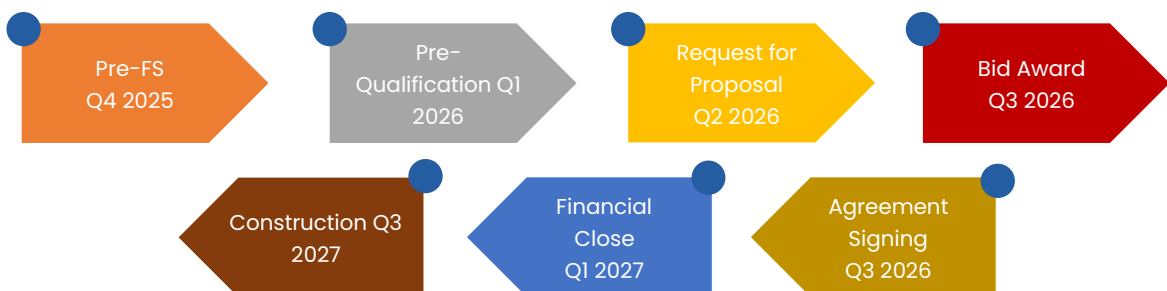 Pre-FS
Q4 2025
Pre-
Qualification Q1
2026
Request for
Proposal
Q2 2026
Bid Award
Q3 2026
Construction Q3
2027
Financial
Close
Q1 2027
Agreement
Signing
Q3 2026